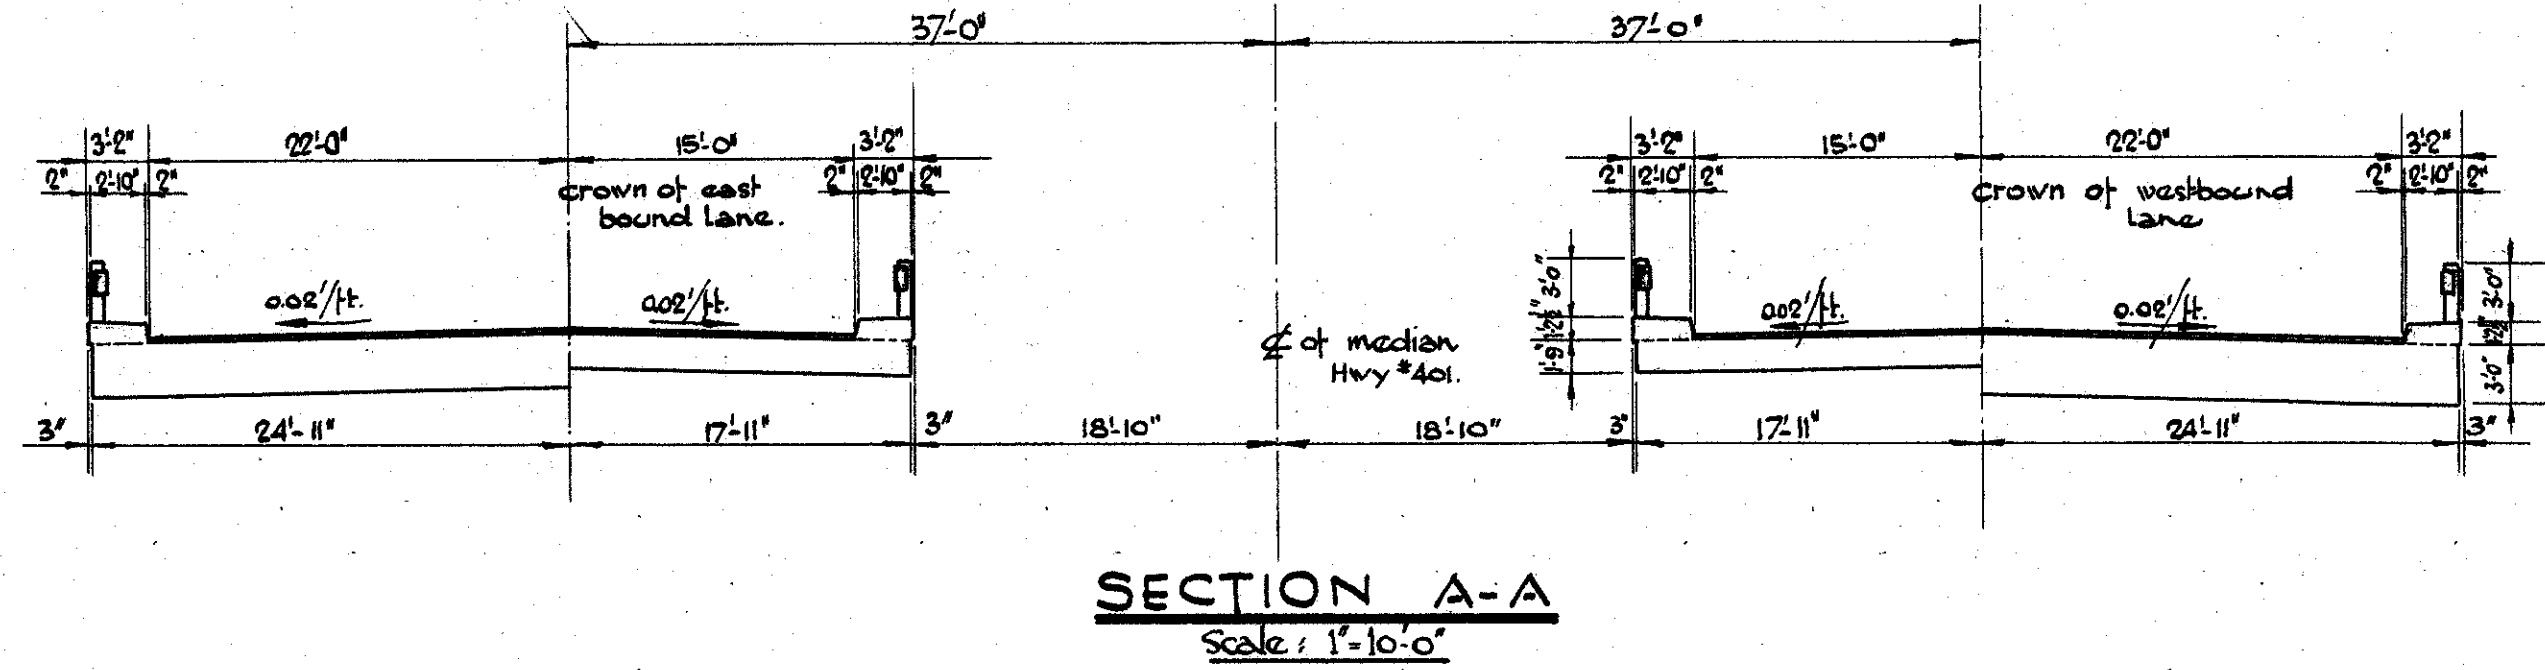 37'-0" 37'-0"
3'-2" 22'-0" 15'-0" 3'-2" 3'-2" 15'-0" 22'-0" 3'-2"
2" 2'-10" 2" 2" 2'-10" 2" 2" 2'-10" 2" 2" 2'-10" 2"
crown of east
bound lane.
crown of westbound
lane
0.02'/ft. 0.02'/ft. 0.02'/ft. 0.02'/ft.
3'-0"
1'-9"
3'-0"
3'-0"
℄ of median
Hwy #401.
3" 24'-11" 17'-11" 3" 18'-10" 18'-10" 3" 17'-11" 24'-11" 3"
SECTION A-A
Scale: 1"=10'-0"